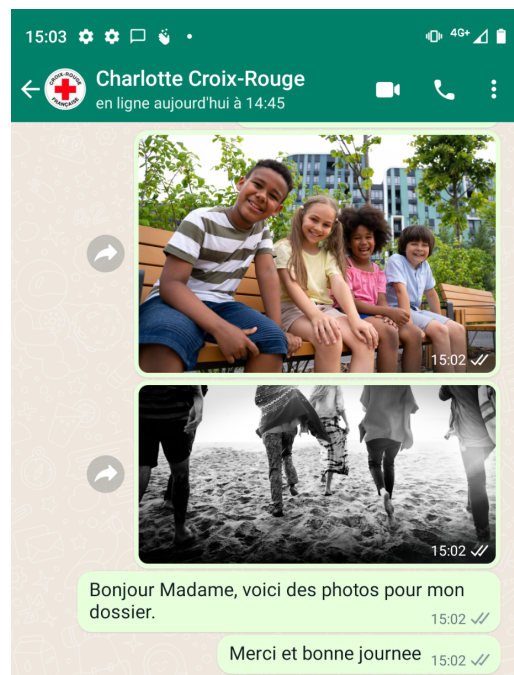 15:03
4G+
CROIX-ROUGE FRANÇAISE
Charlotte Croix-Rouge
en ligne aujourd'hui à 14:45
15:02
15:02
Bonjour Madame, voici des photos pour mon
dossier.
15:02
Merci et bonne journee
15:02